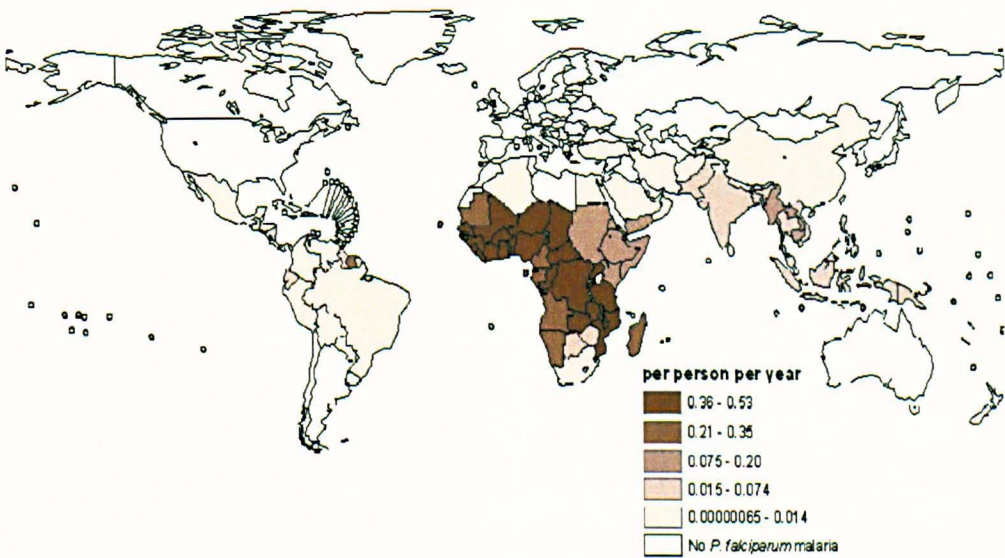 per person per year
0.36 - 0.53
0.21 - 0.35
0.075 - 0.20
0.015 - 0.074
0.00000065 - 0.014
No P. falciparum malaria